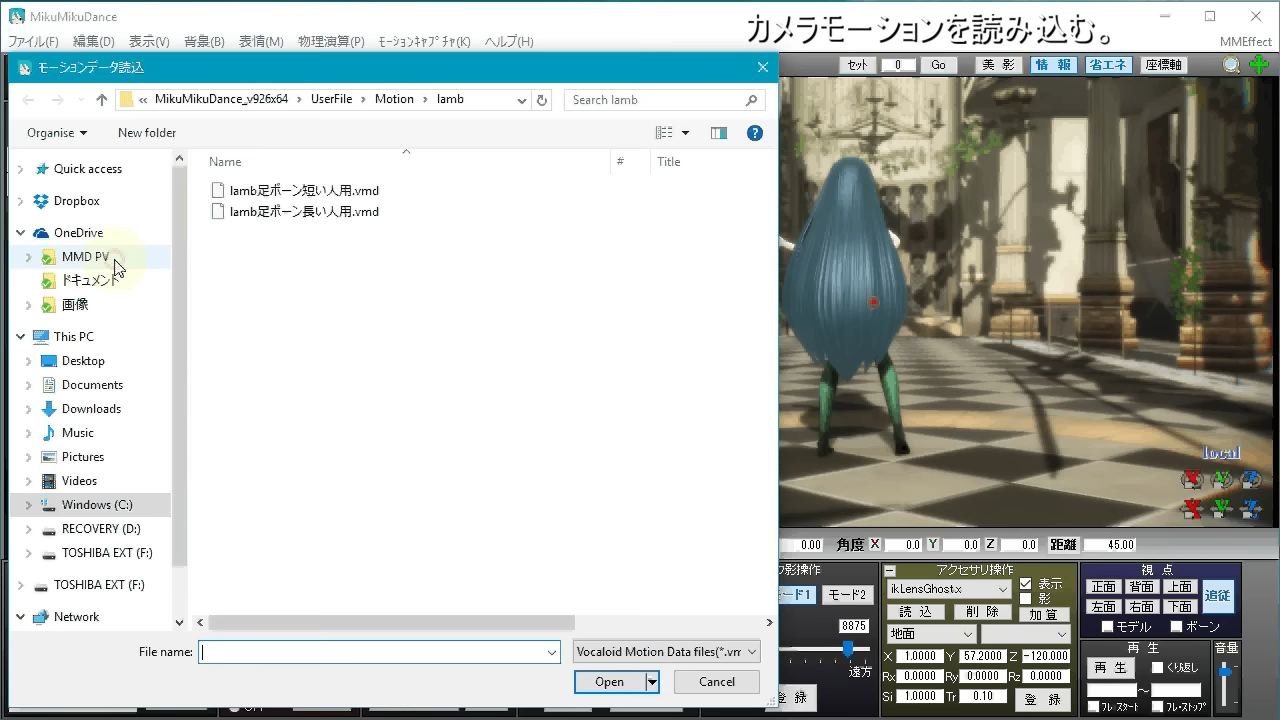 MikuMikuDance
カメラモーションを読み込む。
ファイル(F) 編集(D) 表示(V) 背景(B) 表情(M) 物理演算(P) ﾓｰｼｮﾝｷｬﾌﾟﾁｬ(K) ヘルプ(H)
MMEffect
モーションデータ読込
ｾｯﾄ 0 Go 美 影 情 報 省エネ 座標軸
« MikuMikuDance_v926x64 › UserFile › Motion › lamb
Search lamb
Organise New folder
Name # Title
Quick access
Dropbox
OneDrive
MMD PV
ドキュメント
画像
This PC
Desktop
Documents
Downloads
Music
Pictures
Videos
Windows (C:)
RECOVERY (D:)
TOSHIBA EXT (F:)
TOSHIBA EXT (F:)
Network
lamb足ボーン短い人用.vmd
lamb足ボーン長い人用.vmd
File name:
Vocaloid Motion Data files(*.vm
Open Cancel
local
0.00 角度 X 0.0 Y 0.0 Z 0.0 距離 45.00
影操作
ード1 モード2
8875
遠方
登 録
アクセサリ操作
ikLensGhost.x
表示
影
読 込 削 除 加 算
地面
X 1.0000 Y 57.2000 Z -120.000
Rx 0.0000 Ry 0.0000 Rz 0.0000
Si 1.0000 Tr 0.10 登 録
視 点
正面 背面 上面
左面 右面 下面
追従
モデル ボーン
再 生
再 生 くり返し
～
ﾌﾚ･ｽﾀｰﾄ ﾌﾚ･ｽﾄｯﾌﾟ
音量